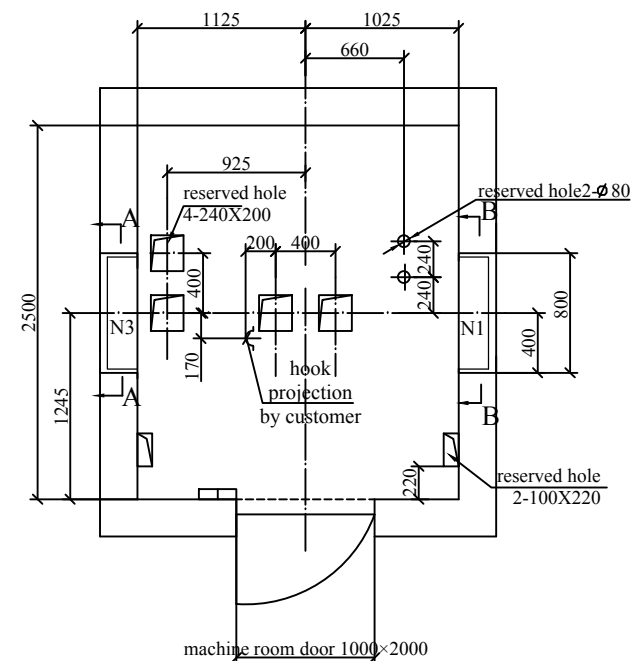 1125
1025
660
925
reserved hole
4-240X200
reserved hole2-ϕ80
A
B
200
400
400
240
240
2500
N3
N1
800
400
170
hook
projection
by customer
1245
A
B
220
reserved hole
2-100X220
machine room door 1000×2000